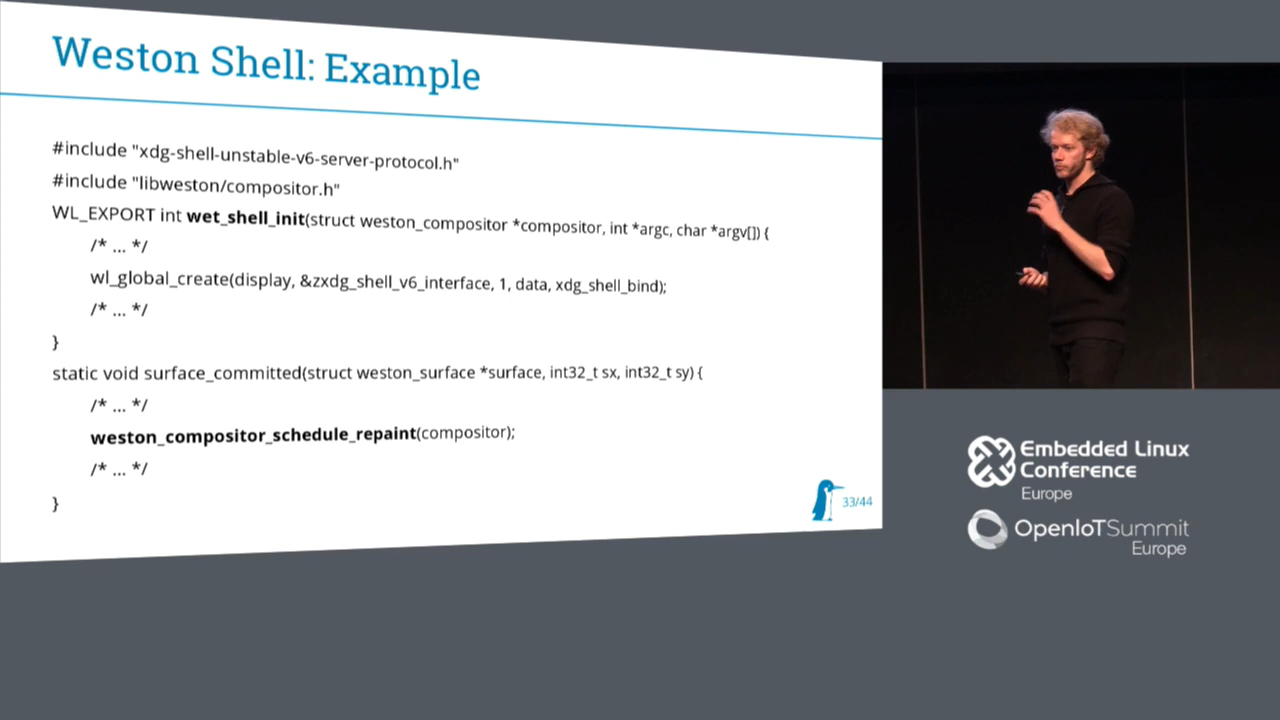 Weston Shell: Example
#include "xdg-shell-unstable-v6-server-protocol.h"
#include "libweston/compositor.h"
WL_EXPORT int wet_shell_init(struct weston_compositor *compositor, int *argc, char *argv[]) {
/* ... */
wl_global_create(display, &zxdg_shell_v6_interface, 1, data, xdg_shell_bind);
/* ... */
}
static void surface_committed(struct weston_surface *surface, int32_t sx, int32_t sy) {
/* ... */
weston_compositor_schedule_repaint(compositor);
/* ... */
}
33/44
Embedded Linux
Conference
Europe
OpenIoTSummit
Europe